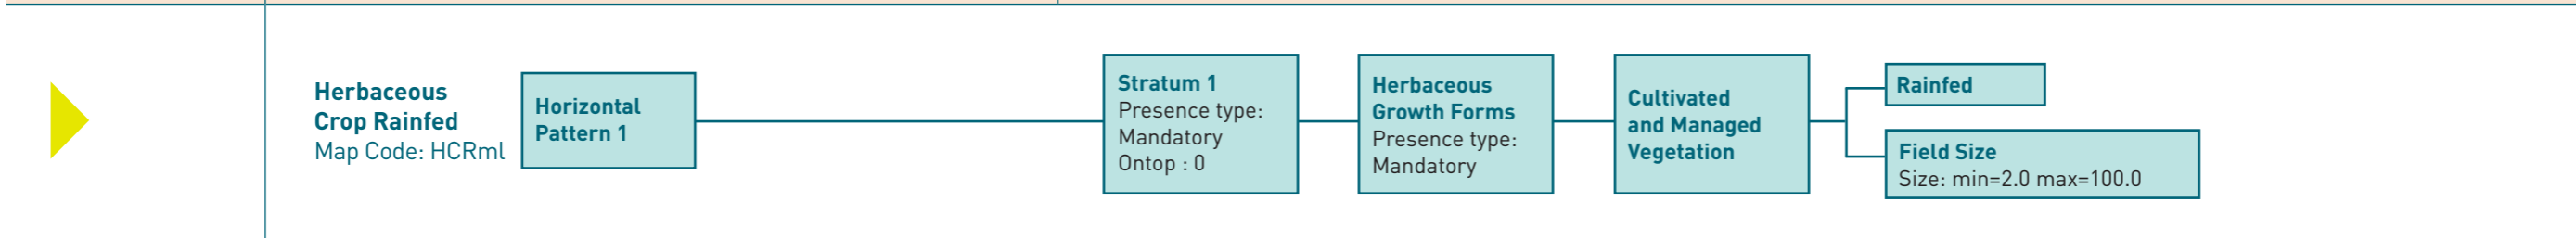 Herbaceous
Crop Rainfed
Map Code: HCRml
Horizontal
Pattern 1
Stratum 1
Presence type:
Mandatory
Ontop : 0
Herbaceous
Growth Forms
Presence type:
Mandatory
Cultivated
and Managed
Vegetation
Rainfed
Field Size
Size: min=2.0 max=100.0